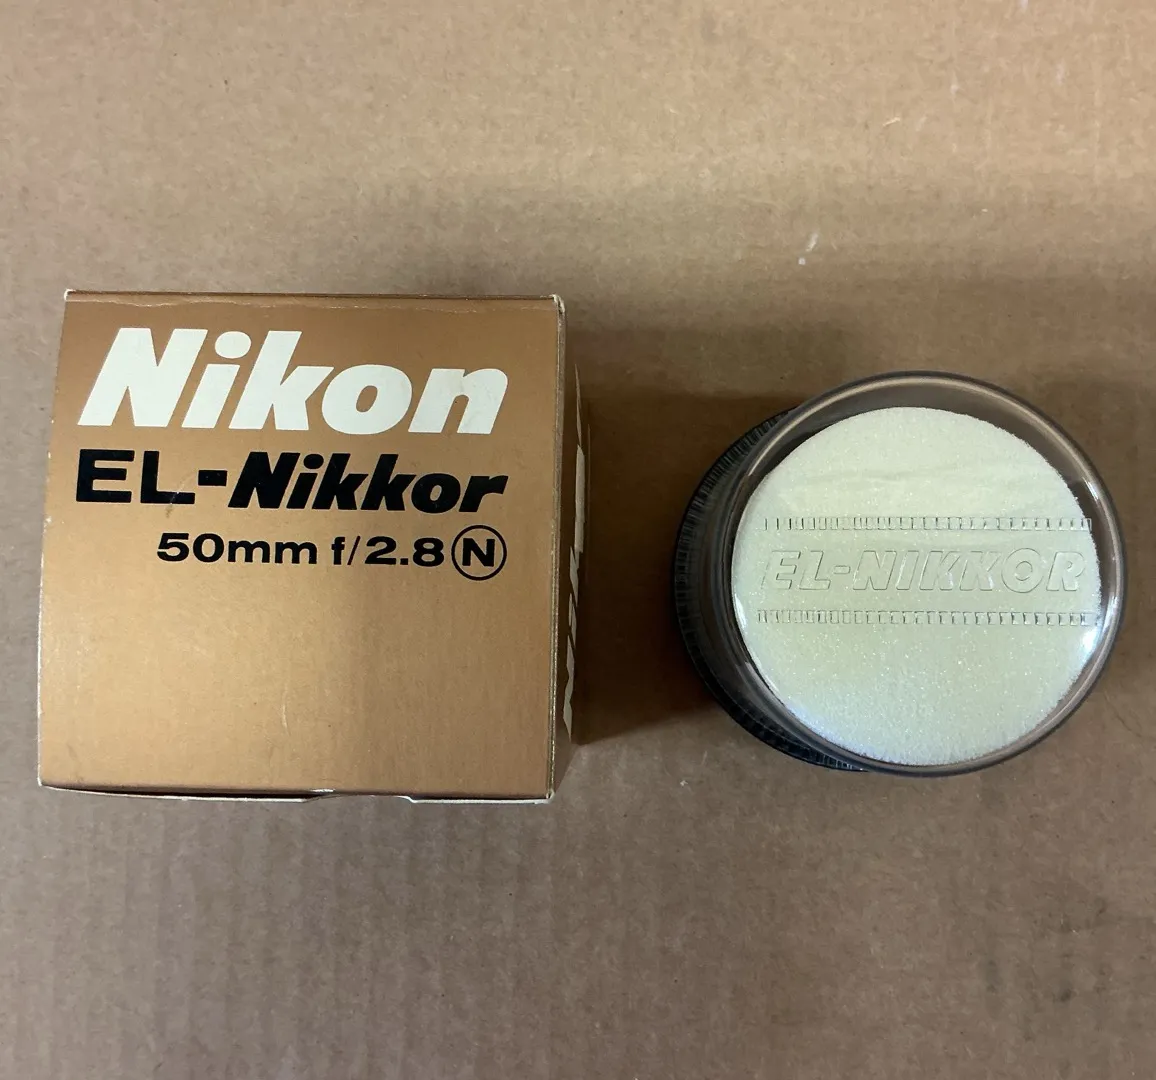 Nikon
EL-Nikkor
50mm f/2.8 N
EL-NIKKOR